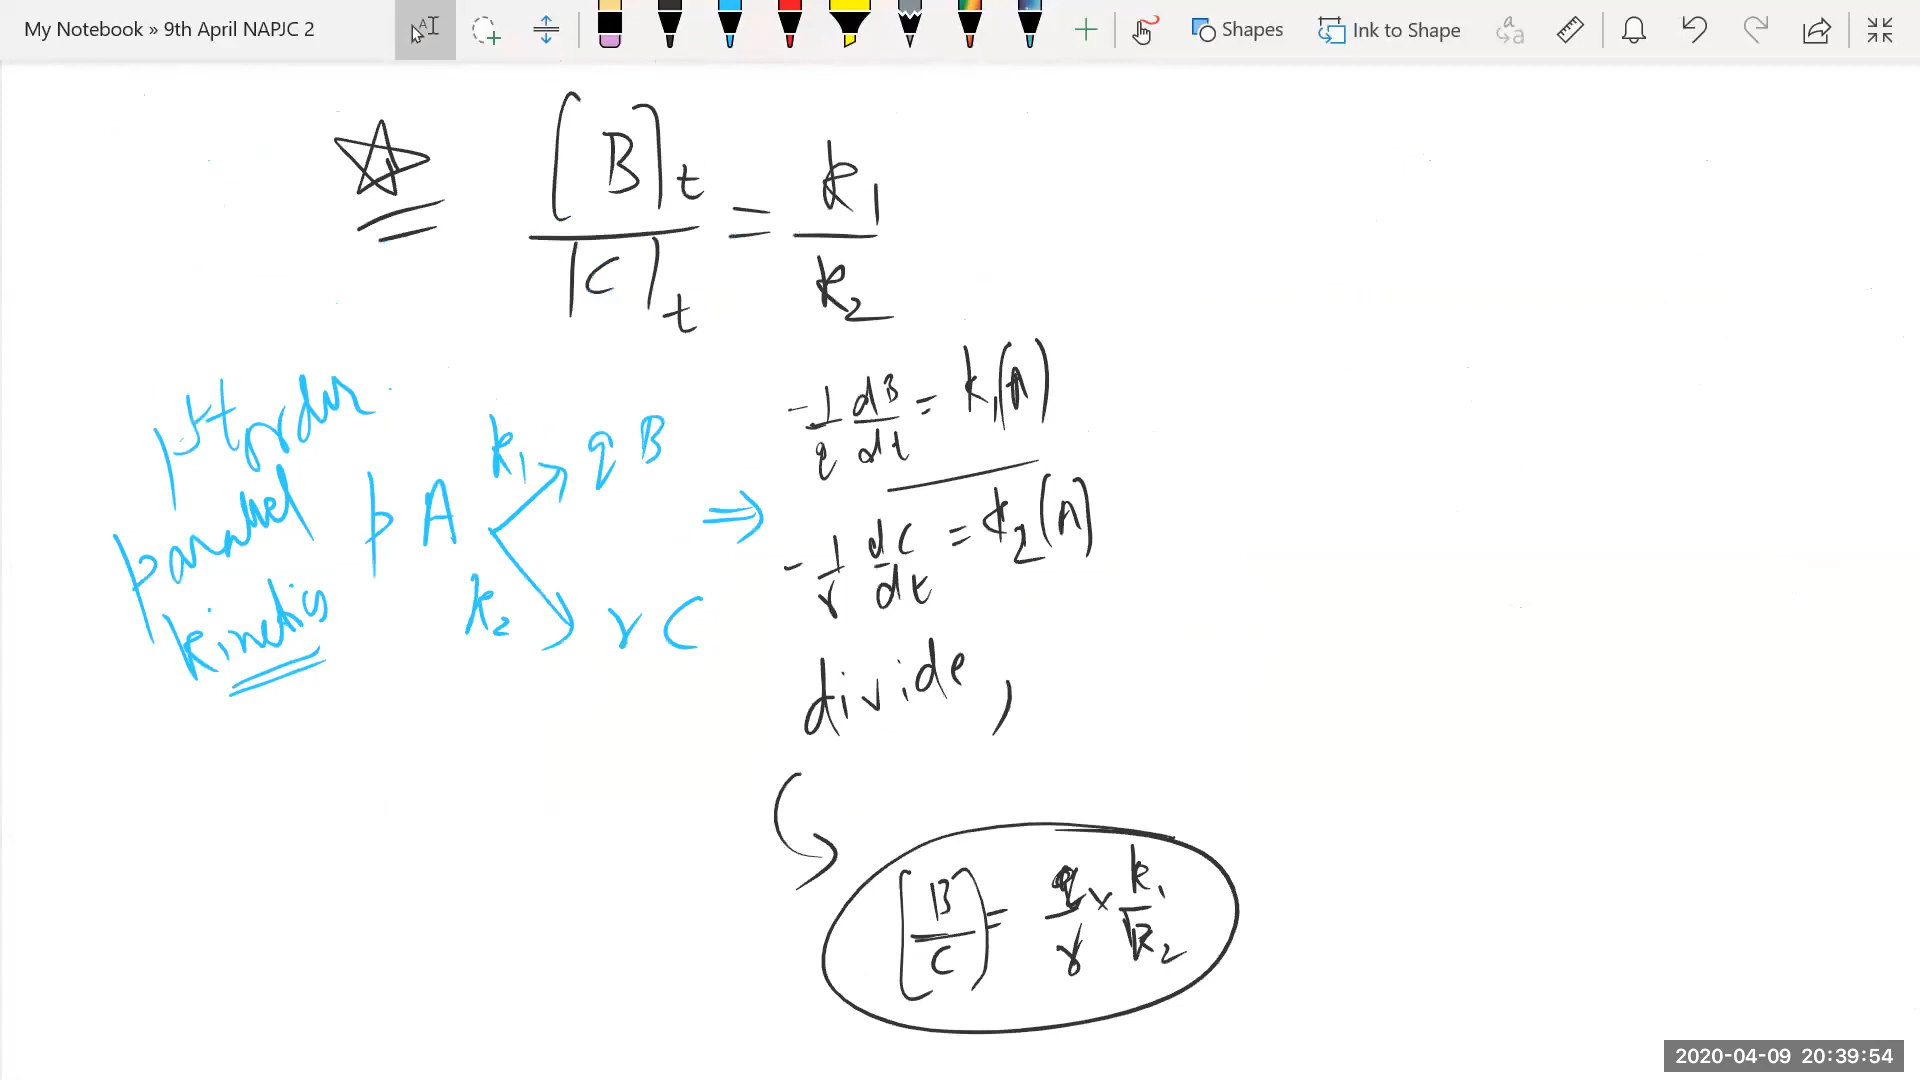 My Notebook » 9th April NAPJC 2
Shapes
Ink to Shape
[B]t / [C]t = k1 / k2
1st order
parallel
kinetics
p A
k1
q B
k2
r C
⇒
-1/q dB/dt = k1(A)
-1/r dC/dt = k2(A)
divide,
[B/C] = q/r × k1/k2
2020-04-09 20:39:54